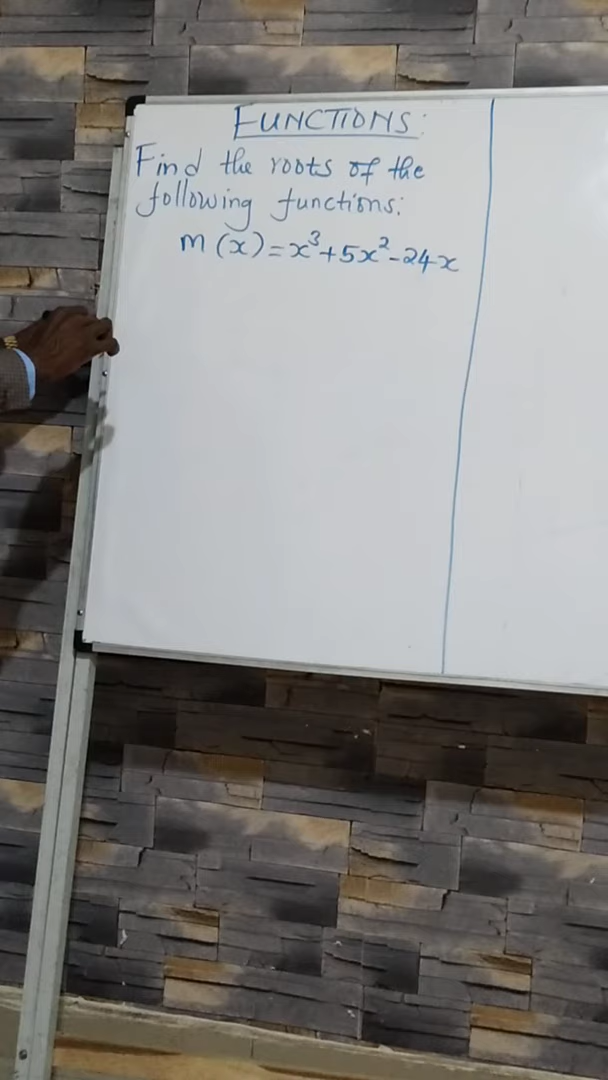 FUNCTIONS:
Find the roots of the
following functions:
m(x)=x³+5x²-24x